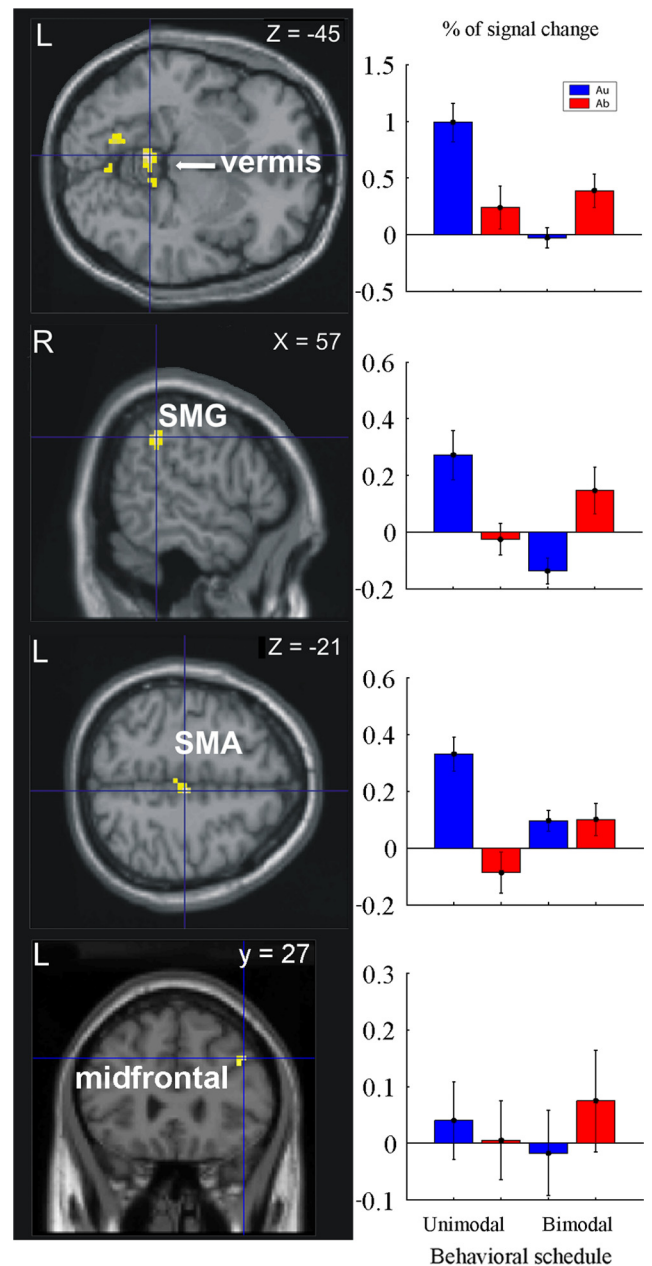 L
Z = -45
vermis
% of signal change
1.5
1
0.5
0
-0.5
Au
Ab
R
X = 57
SMG
0.6
0.4
0.2
0
-0.2
L
Z = -21
SMA
0.6
0.4
0.2
0
-0.2
L
y = 27
midfrontal
0.3
0.2
0.1
0
-0.1
Unimodal Bimodal
Behavioral schedule